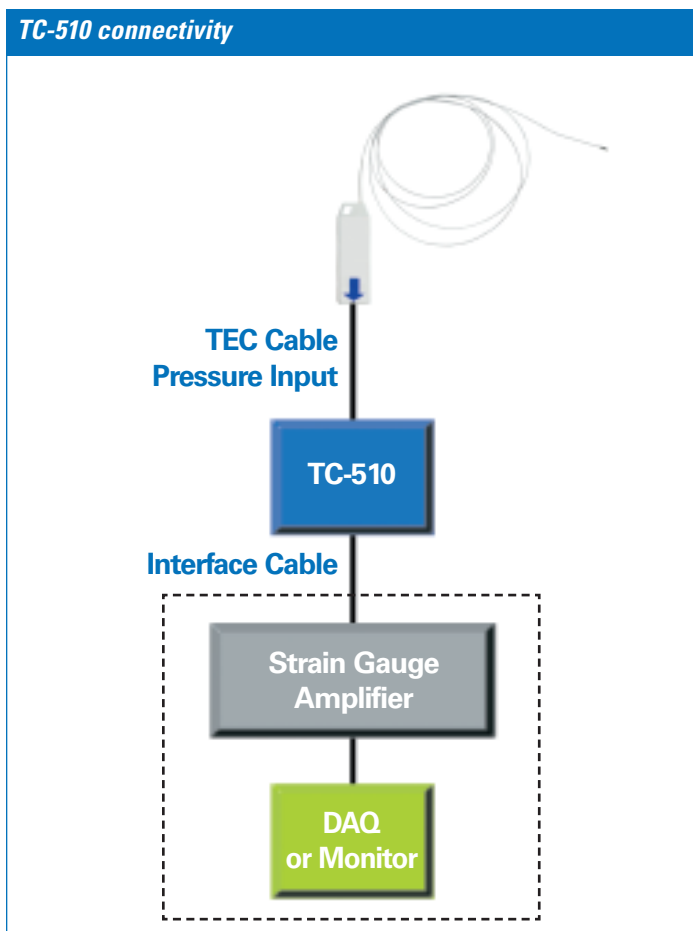 TC-510 connectivity
TEC Cable
Pressure Input
TC-510
Interface Cable
Strain Gauge
Amplifier
DAQ
or Monitor